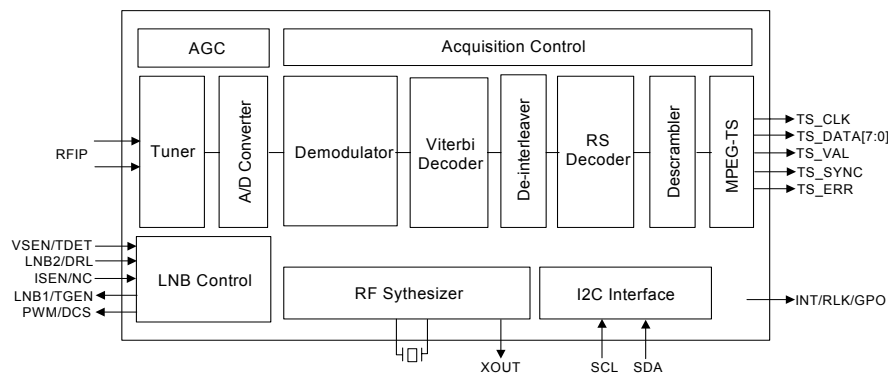 AGC
Acquisition Control
RFIP
Tuner
A/D Converter
Demodulator
Viterbi
Decoder
De-interleaver
RS
Decoder
Descrambler
MPEG-TS
TS_CLK
TS_DATA[7:0]
TS_VAL
TS_SYNC
TS_ERR
VSEN/TDET
LNB2/DRL
ISEN/NC
LNB1/TGEN
PWM/DCS
LNB Control
RF Sythesizer
I2C Interface
INT/RLK/GPO
XOUT
SCL
SDA